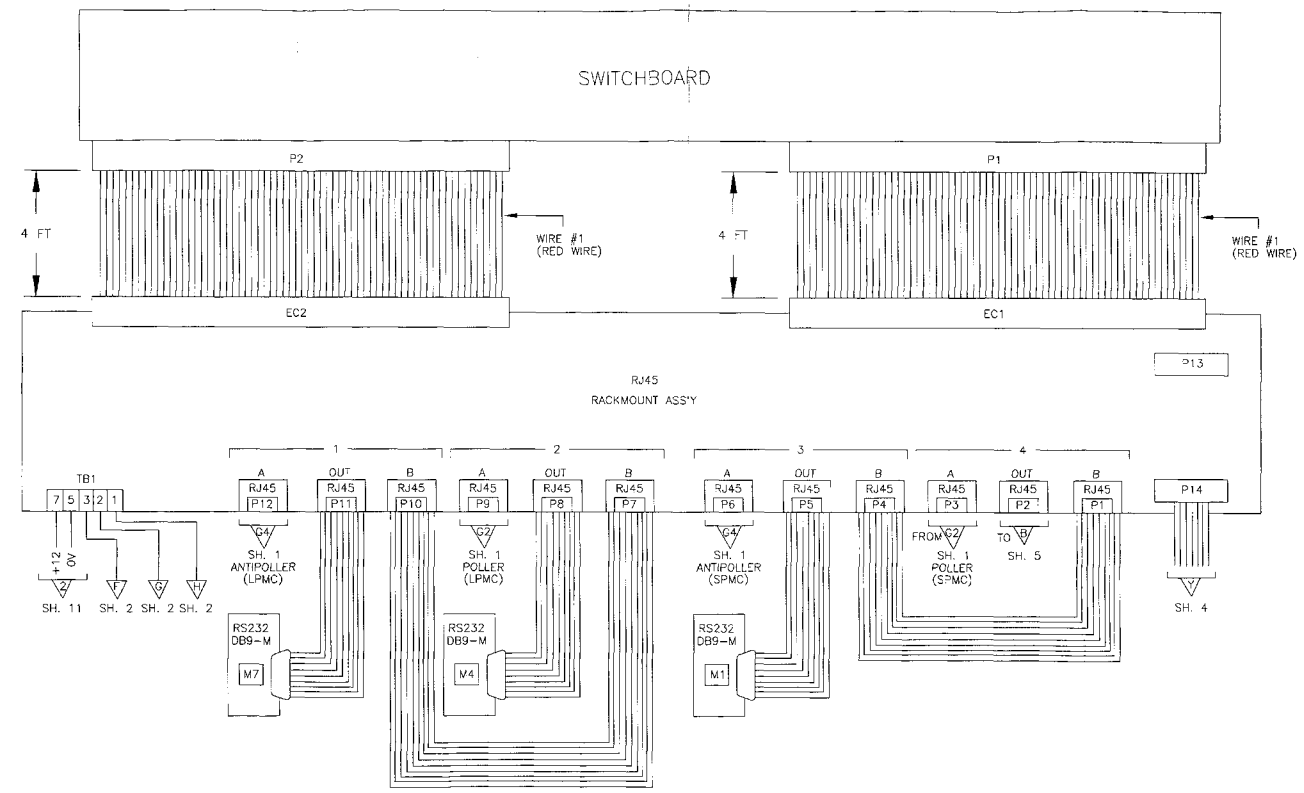 SWITCHBOARD
P2
P1
4 FT
WIRE #1
(RED WIRE)
4 FT
WIRE #1
(RED WIRE)
EC2
EC1
P13
RJ45
RACKMOUNT ASS'Y
1
2
3
4
TB1
7 5 3 2 1
A
RJ45
P12
OUT
RJ45
P11
B
RJ45
P10
A
RJ45
P9
OUT
RJ45
P8
B
RJ45
P7
A
RJ45
P6
OUT
RJ45
P5
B
RJ45
P4
A
RJ45
P3
OUT
RJ45
P2
B
RJ45
P1
P14
+12
0V
2
SH. 11
F
SH. 2
G
SH. 2
H
SH. 2
G4
SH. 1
ANTIPOLLER
(LPMC)
G2
SH. 1
POLLER
(LPMC)
G4
SH. 1
ANTIPOLLER
(SPMC)
FROM G2
SH. 1
POLLER
(SPMC)
TO B
SH. 5
Y
SH. 4
RS232
DB9-M
M7
RS232
DB9-M
M4
RS232
DB9-M
M1